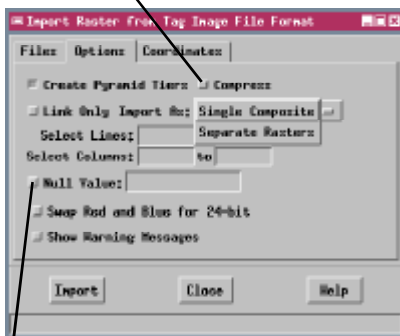 Import Raster from Tag Image File Format
Files Options Coordinates
Create Pyramid Tiers Compress
Link Only Import As: Single Composite
Separate Rasters
Select Lines:
Select Columns: to
Null Value:
Swap Red and Blue for 24-bit
Show Warning Messages
Import Close Help